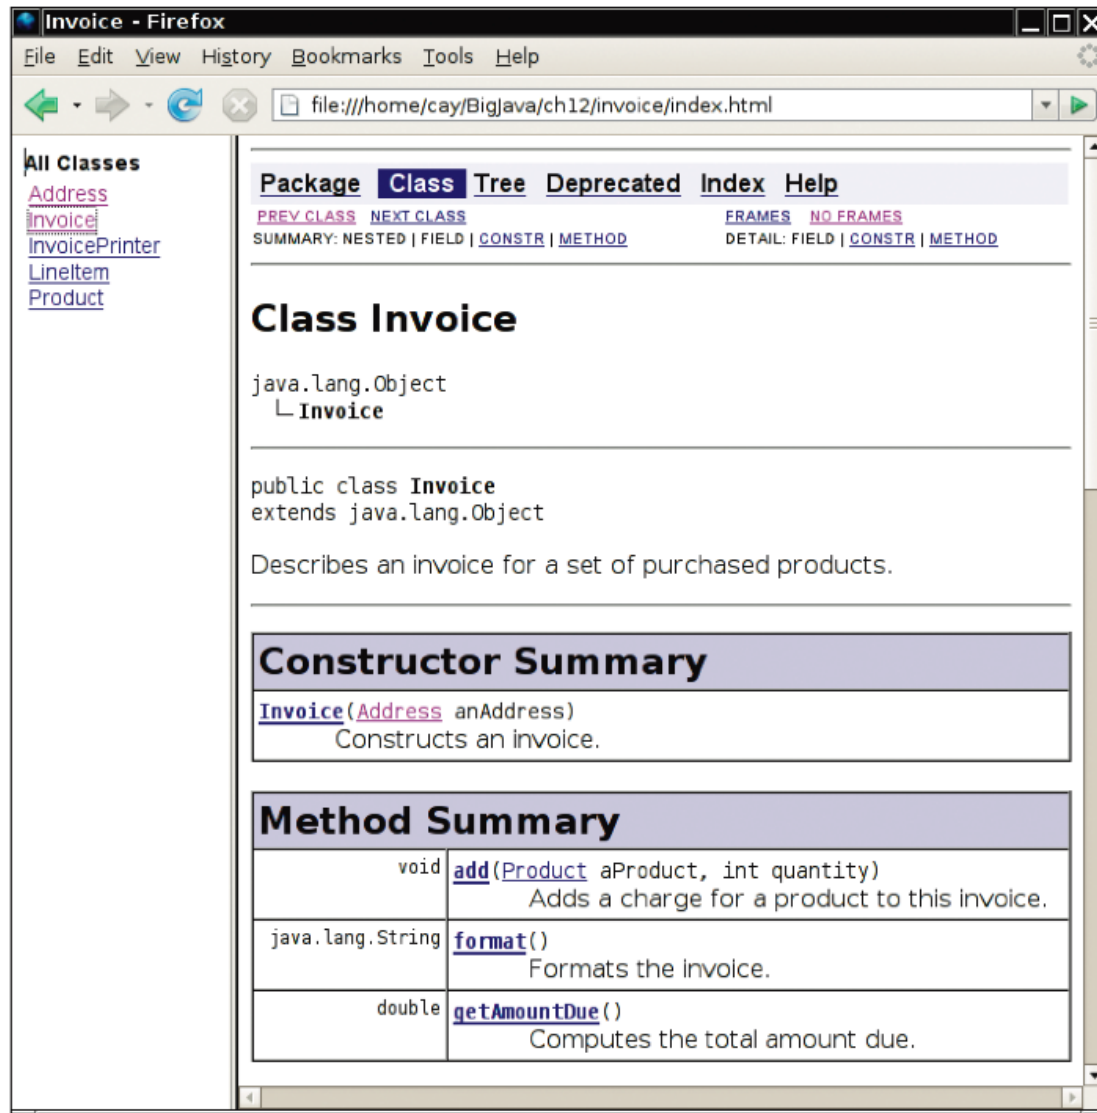 Invoice - Firefox
File Edit View History Bookmarks Tools Help
file:///home/cay/BigJava/ch12/invoice/index.html
All Classes
Address
Invoice
InvoicePrinter
LineItem
Product
Package Class Tree Deprecated Index Help
PREV CLASS NEXT CLASS FRAMES NO FRAMES
SUMMARY: NESTED | FIELD | CONSTR | METHOD DETAIL: FIELD | CONSTR | METHOD
Class Invoice
java.lang.Object
Invoice
public class Invoice
extends java.lang.Object
Describes an invoice for a set of purchased products.
Constructor Summary
Invoice(Address anAddress)
Constructs an invoice.
Method Summary
void add(Product aProduct, int quantity)
Adds a charge for a product to this invoice.
java.lang.String format()
Formats the invoice.
double getAmountDue()
Computes the total amount due.